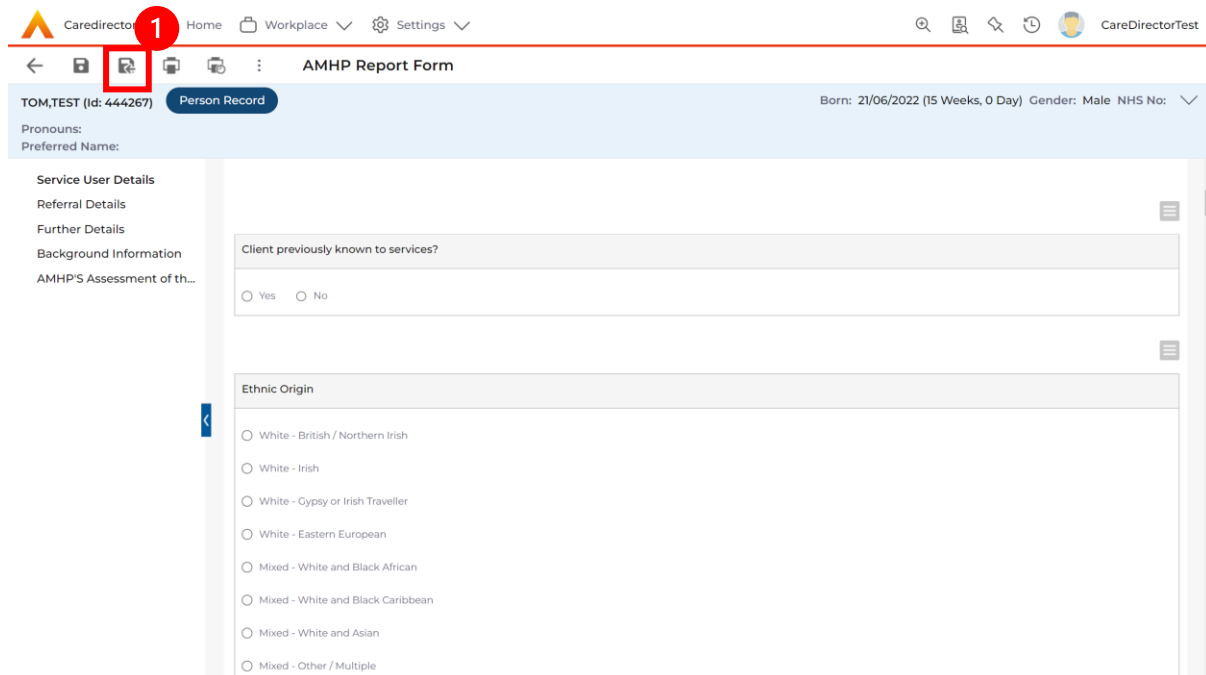 Caredirector 1 Home Workplace Settings CareDirectorTest
AMHP Report Form
TOM,TEST (Id: 444267) Person Record Born: 21/06/2022 (15 Weeks, 0 Day) Gender: Male NHS No:
Pronouns:
Preferred Name:
Service User Details
Referral Details
Further Details
Background Information
AMHP'S Assessment of th...
Client previously known to services?
Yes No
Ethnic Origin
White - British / Northern Irish
White - Irish
White - Gypsy or Irish Traveller
White - Eastern European
Mixed - White and Black African
Mixed - White and Black Caribbean
Mixed - White and Asian
Mixed - Other / Multiple